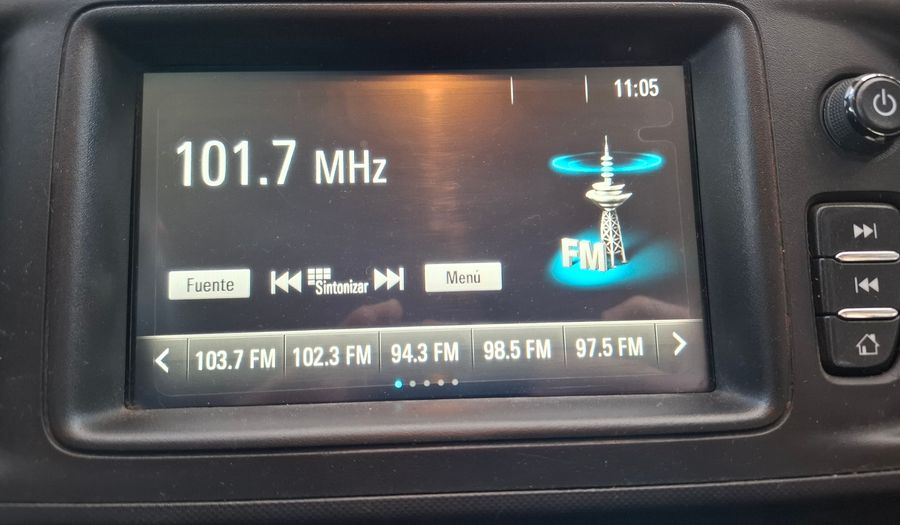 11:05
101.7 MHz
FM
Fuente
Sintonizar
Menú
103.7 FM 102.3 FM 94.3 FM 98.5 FM 97.5 FM